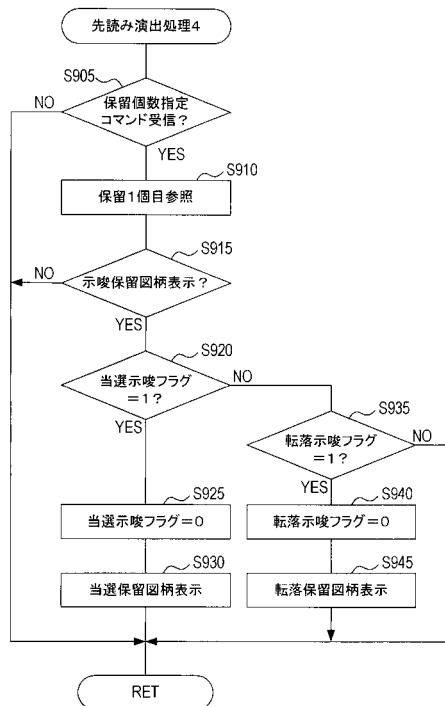 先読み演出処理4
S905
NO
保留個数指定
コマンド受信?
YES
S910
保留1個目参照
S915
NO
示唆保留図柄表示?
YES
S920
当選示唆フラグ
=1?
NO
YES
S935
転落示唆フラグ
=1?
NO
YES
S925
当選示唆フラグ=0
S940
転落示唆フラグ=0
S930
当選保留図柄表示
S945
転落保留図柄表示
RET